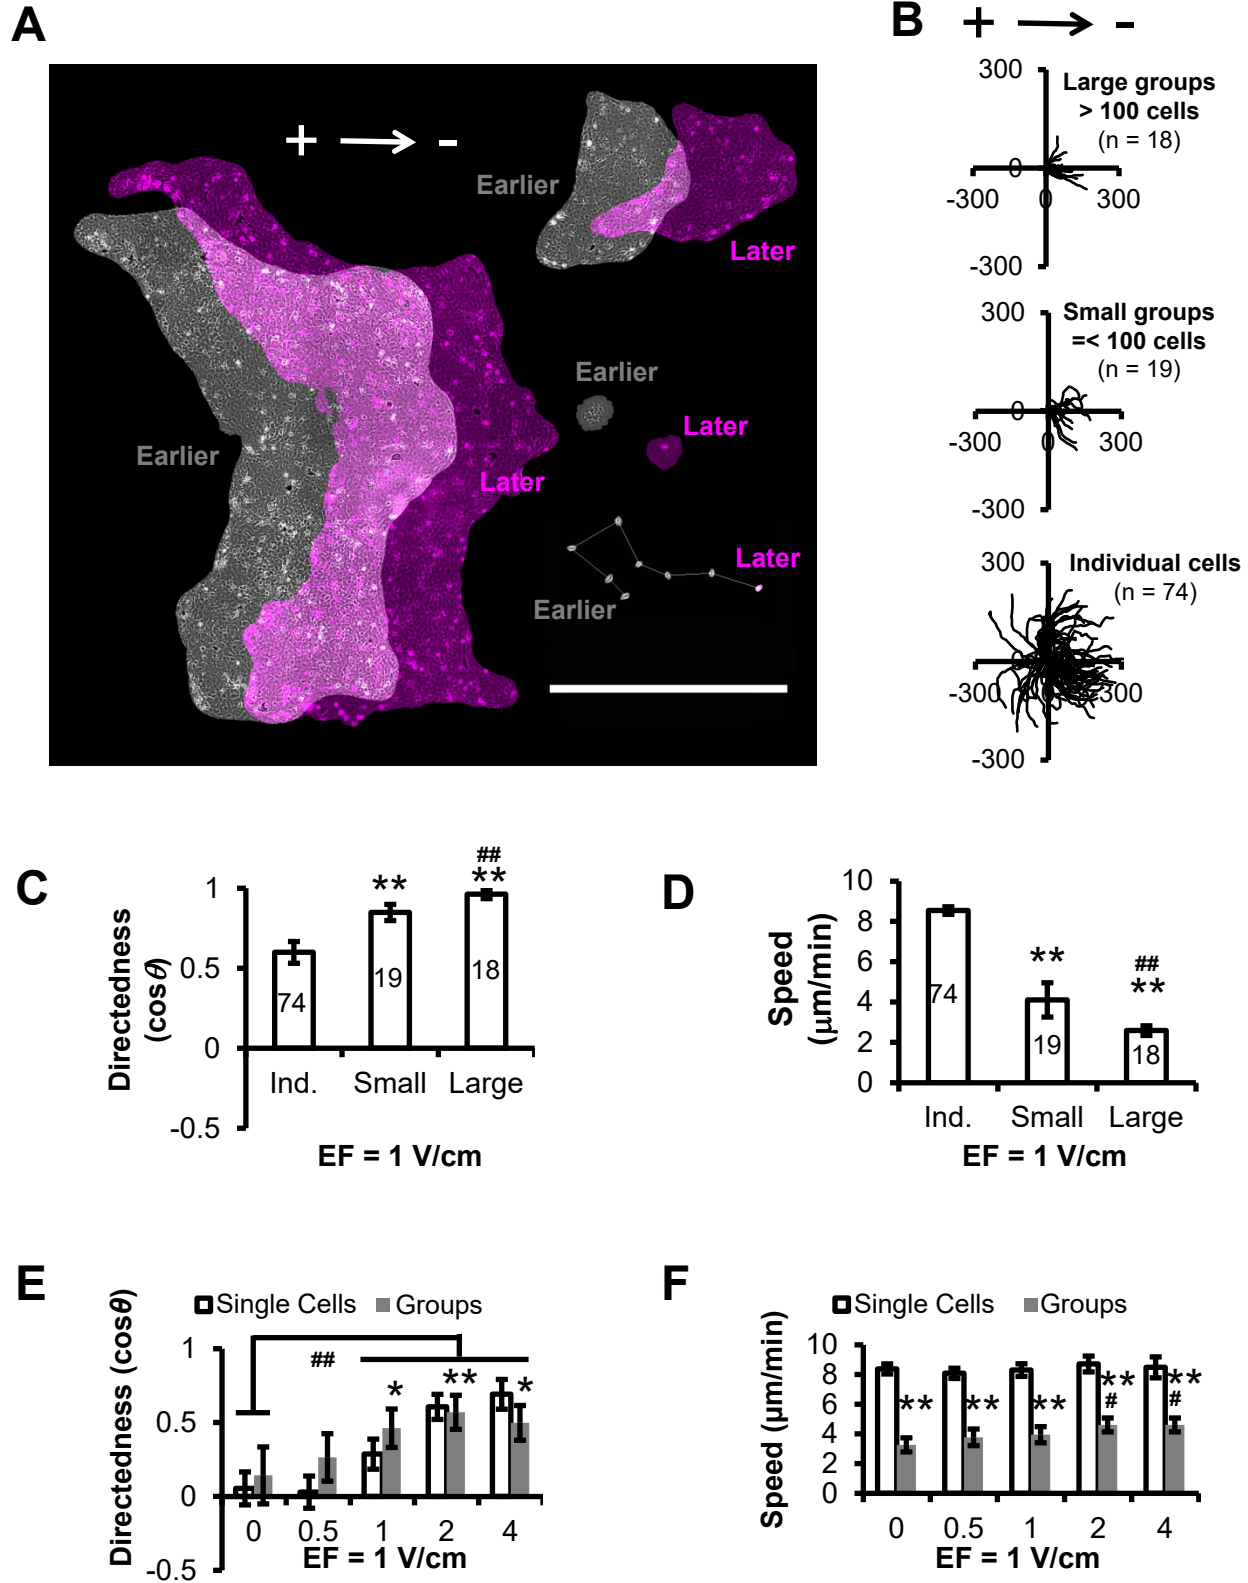 A
+ → -
Earlier
Later
Earlier
Later
Earlier
Later
Earlier
Later
B
+ → -
300
Large groups
> 100 cells
(n = 18)
0
-300
0
300
-300
300
Small groups
=< 100 cells
(n = 19)
0
-300
0
300
-300
300
Individual cells
(n = 74)
-300
0
300
-300
C
Directedness
(cosθ)
1
0.5
0
-0.5
##
**
**
74
19
18
Ind.
Small
Large
EF = 1 V/cm
D
Speed
(μm/min)
10
8
6
4
2
0
**
##
**
74
19
18
Ind.
Small
Large
EF = 1 V/cm
E
Directedness (cosθ)
Single Cells
Groups
1
0.5
0
-0.5
##
*
**
*
0
0.5
1
2
4
EF = 1 V/cm
F
Speed (μm/min)
Single Cells
Groups
10
8
6
4
2
0
**
**
**
**
#
**
#
0
0.5
1
2
4
EF = 1 V/cm